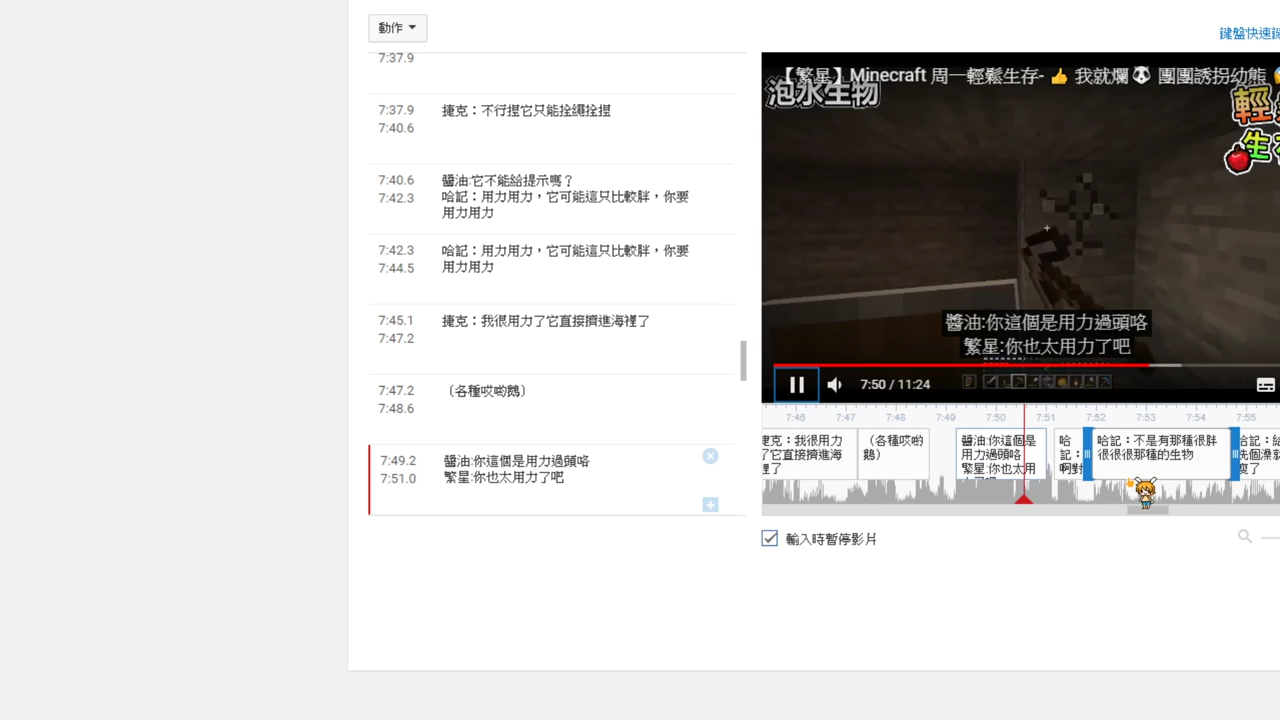 動作
鍵盤快速鍵
7:37.9
7:37.9
7:40.6
捷克：不行捏它只能拴繩拴捏
7:40.6
7:42.3
醬油:它不能給提示嗎？
哈記：用力用力，它可能這只比較胖，你要
用力用力
7:42.3
7:44.5
哈記：用力用力，它可能這只比較胖，你要
用力用力
7:45.1
7:47.2
捷克：我很用力了它直接擠進海裡了
7:47.2
7:48.6
（各種哎喲鵝）
7:49.2
7:51.0
醬油:你這個是用力過頭咯
繁星:你也太用力了吧
【繁星】Minecraft 周一輕鬆生存- 👍 我就爛 🐼 團團誘拐幼熊
泡水生物
輕
生
醬油:你這個是用力過頭咯
繁星:你也太用力了吧
7:50 / 11:24
7:46 7:47 7:48 7:49 7:50 7:51 7:52 7:53 7:54 7:55
捷克：我很用力
了它直接擠進海
裡了
（各種哎喲
鵝）
醬油:你這個是
用力過頭咯
繁星:你也太用
哈
記：
啊對
哈記：不是有那種很胖
很很很那種的生物
輸入時暫停影片